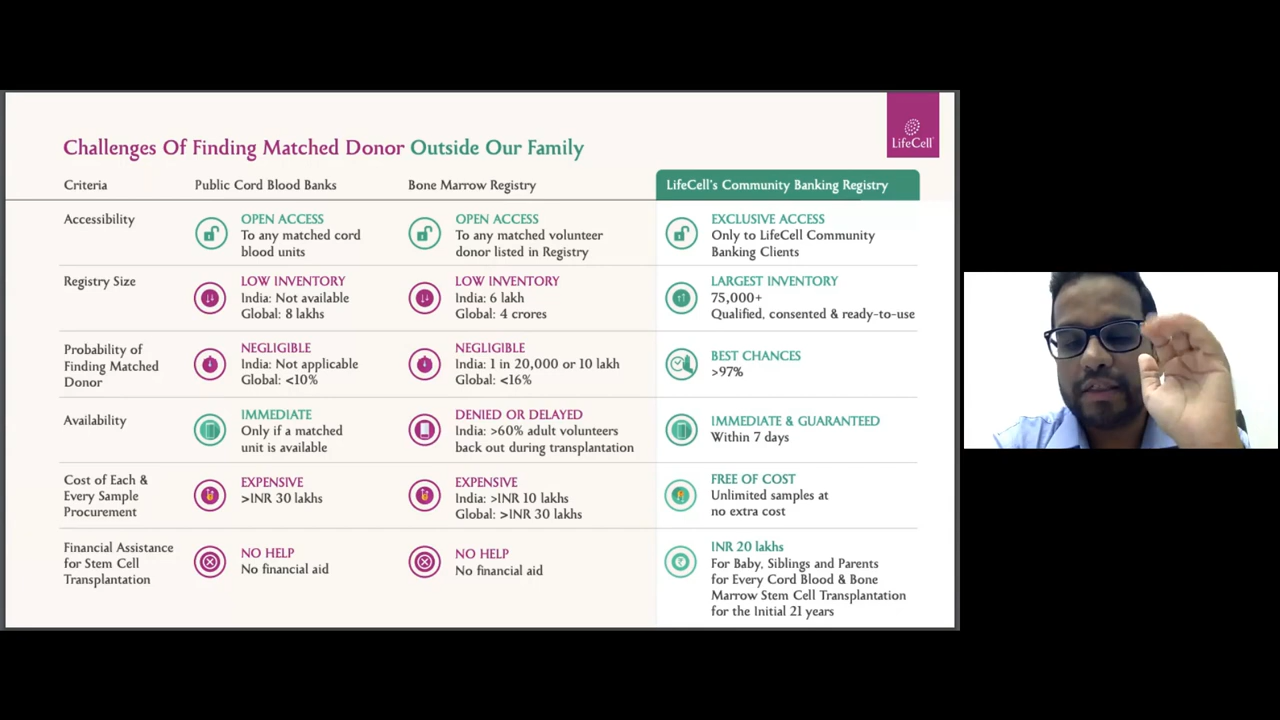 LifeCell
Challenges Of Finding Matched Donor Outside Our Family
Criteria
Public Cord Blood Banks
Bone Marrow Registry
LifeCell's Community Banking Registry
Accessibility
OPEN ACCESS
To any matched cord
blood units
OPEN ACCESS
To any matched volunteer
donor listed in Registry
EXCLUSIVE ACCESS
Only to LifeCell Community
Banking Clients
Registry Size
LOW INVENTORY
India: Not available
Global: 8 lakhs
LOW INVENTORY
India: 6 lakh
Global: 4 crores
LARGEST INVENTORY
75,000+
Qualified, consented & ready-to-use
Probability of
Finding Matched
Donor
NEGLIGIBLE
India: Not applicable
Global: <10%
NEGLIGIBLE
India: 1 in 20,000 or 10 lakh
Global: <16%
BEST CHANCES
>97%
Availability
IMMEDIATE
Only if a matched
unit is available
DENIED OR DELAYED
India: >60% adult volunteers
back out during transplantation
IMMEDIATE & GUARANTEED
Within 7 days
Cost of Each &
Every Sample
Procurement
EXPENSIVE
>INR 30 lakhs
EXPENSIVE
India: >INR 10 lakhs
Global: >INR 30 lakhs
FREE OF COST
Unlimited samples at
no extra cost
Financial Assistance
for Stem Cell
Transplantation
NO HELP
No financial aid
NO HELP
No financial aid
INR 20 lakhs
For Baby, Siblings and Parents
for Every Cord Blood & Bone
Marrow Stem Cell Transplantation
for the Initial 21 years